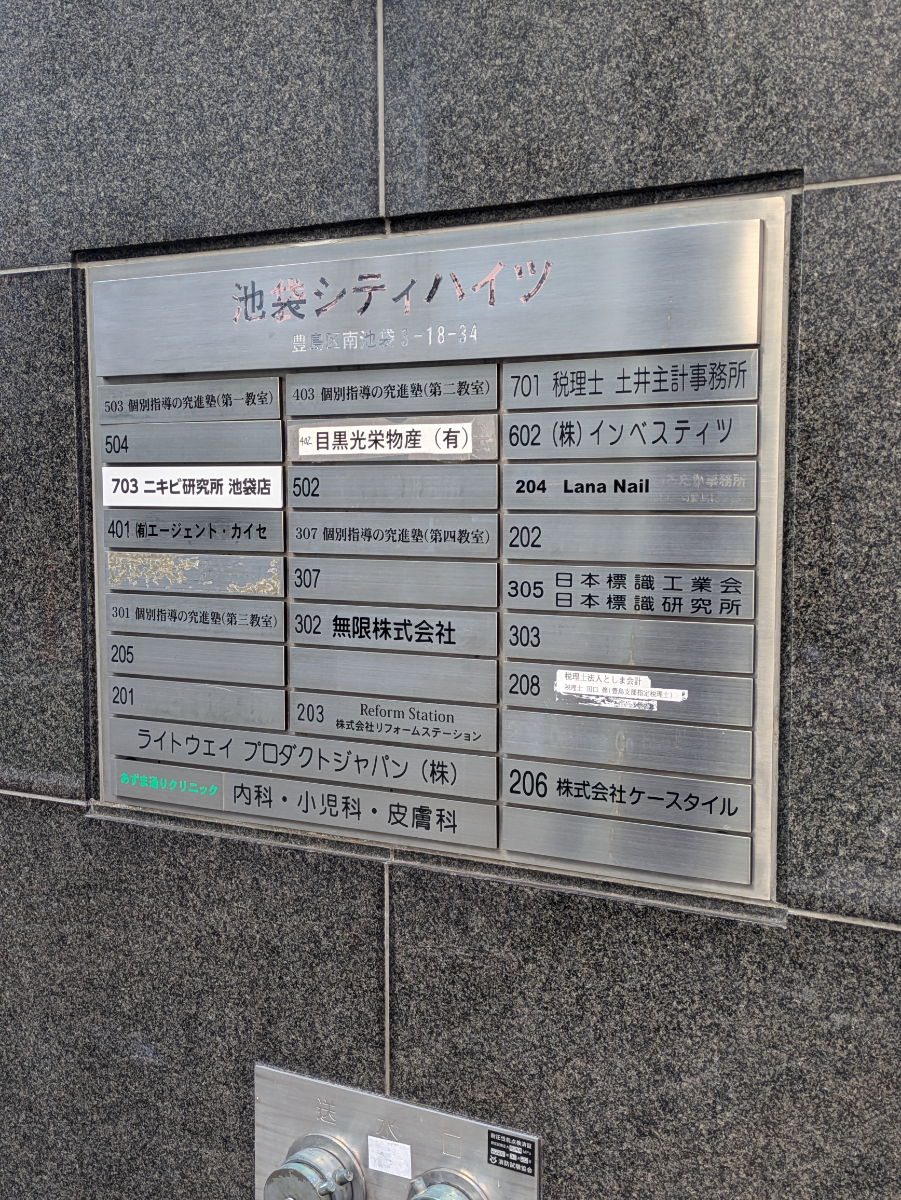 池袋シティハイツ
豊島区南池袋3-18-34
503 個別指導の究進塾(第一教室)
504
703 ニキビ研究所 池袋店
401 (有)エージェント・カイセ
301 個別指導の究進塾(第三教室)
205
201
403 個別指導の究進塾(第二教室)
402 目黒光栄物産(有)
502
307 個別指導の究進塾(第四教室)
307
302 無限株式会社
203 Reform Station
株式会社リフォームステーション
ライトウェイ プロダクトジャパン(株)
あずま通りクリニック 内科・小児科・皮膚科
701 税理士 土井主計事務所
602 (株)インベスティツ
204 Lana Nail
202
305 日本標識工業会
日本標識研究所
303
208 税理士法人としま会計
206 株式会社ケースタイル
送水口